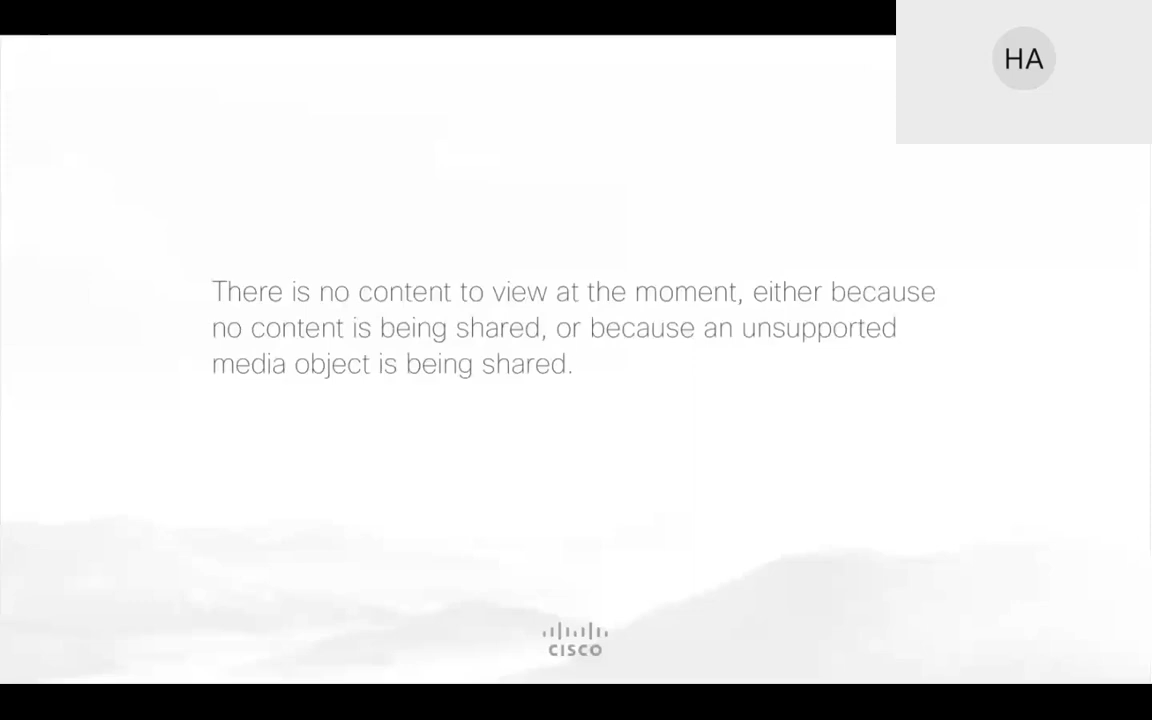 HA
There is no content to view at the moment, either because
no content is being shared, or because an unsupported
media object is being shared.
CISCO